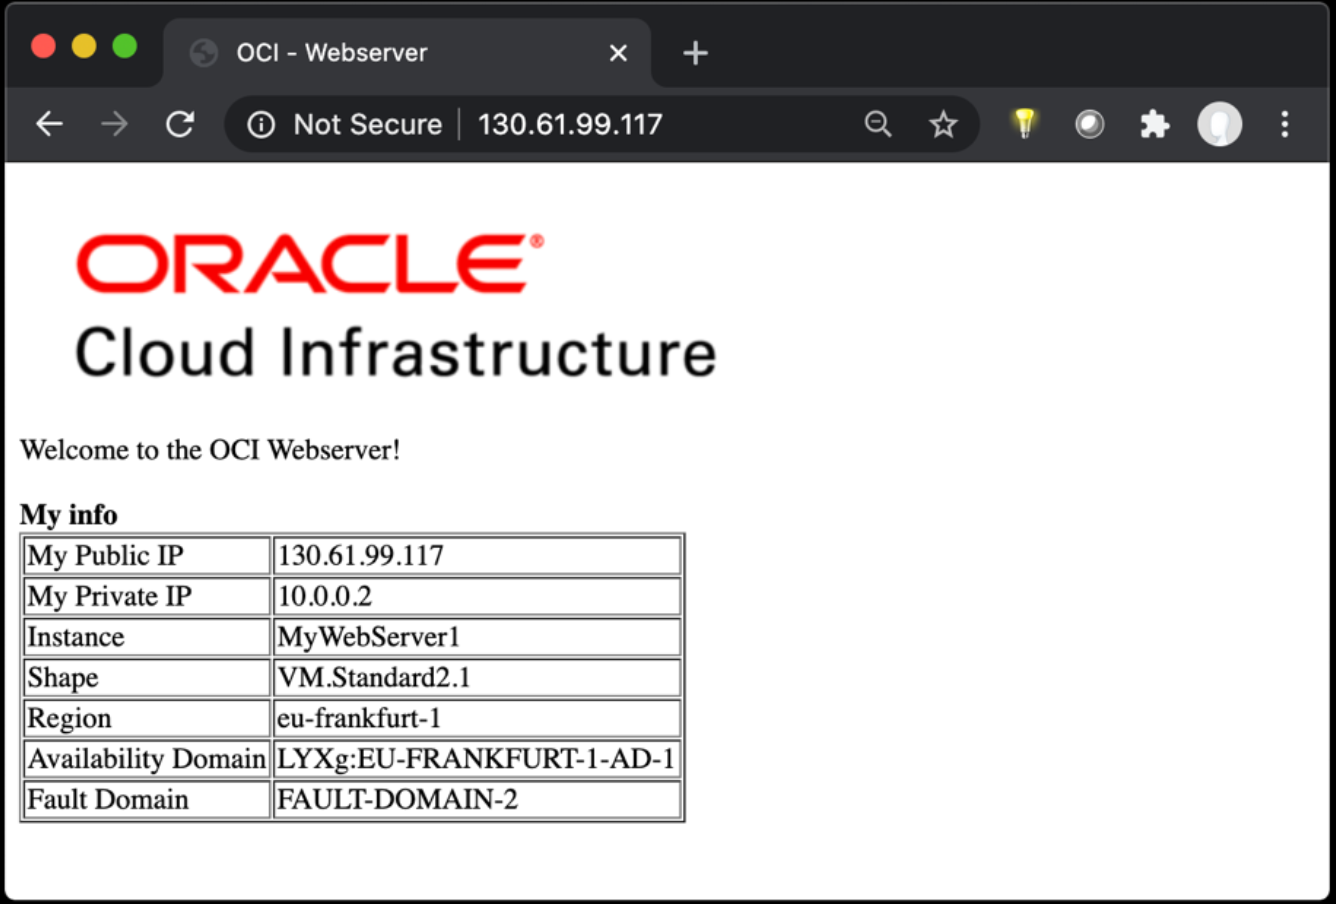 OCI - Webserver
Not Secure 130.61.99.117
ORACLE®
Cloud Infrastructure
Welcome to the OCI Webserver!
My info
My Public IP 130.61.99.117
My Private IP 10.0.0.2
Instance MyWebServer1
Shape VM.Standard2.1
Region eu-frankfurt-1
Availability Domain LYXg:EU-FRANKFURT-1-AD-1
Fault Domain FAULT-DOMAIN-2